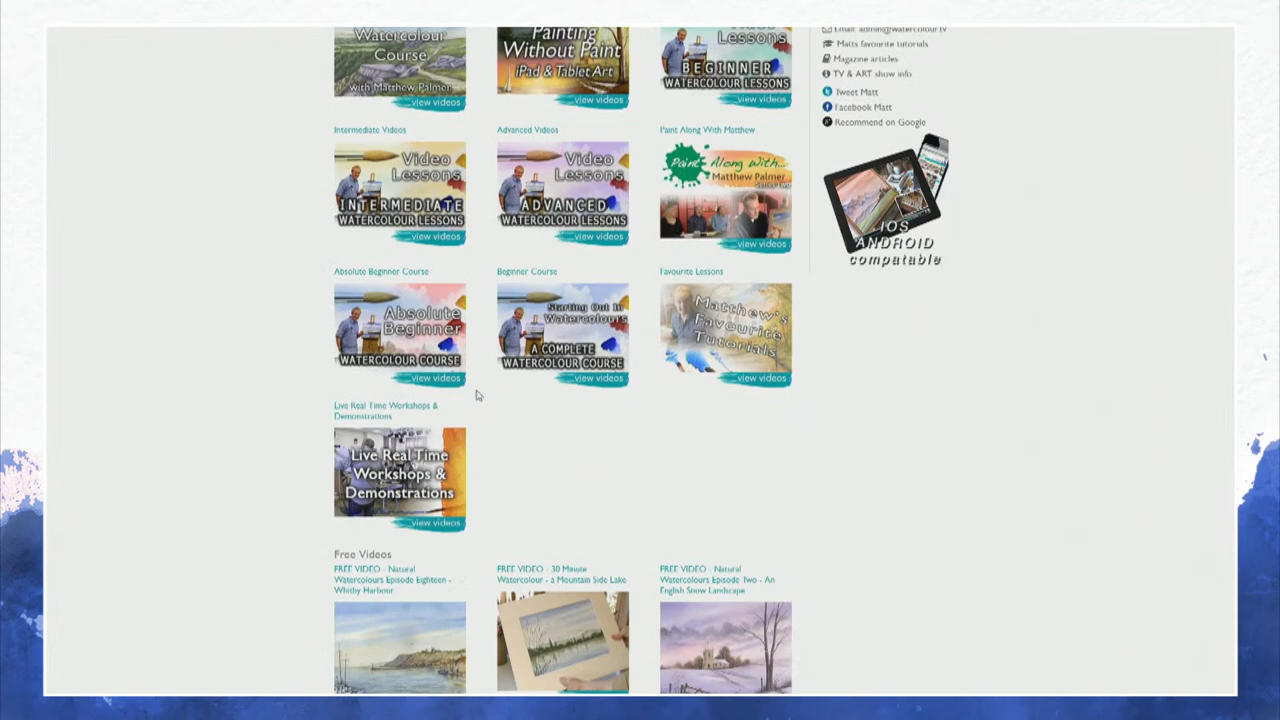 Watercolour
Course
with Matthew Palmer
view videos
Painting
Without Paint
iPad & Tablet Art
view videos
Lessons
BEGINNER
WATERCOLOUR LESSONS
view videos
Email: admin@watercolour.tv
Matts favourite tutorials
Magazine articles
TV & ART show info
Tweet Matt
Facebook Matt
Recommend on Google
IOS
ANDROID
compatable
Intermediate Videos
Video
Lessons
INTERMEDIATE
WATERCOLOUR LESSONS
view videos
Advanced Videos
Video
Lessons
ADVANCED
WATERCOLOUR LESSONS
view videos
Paint Along With Matthew
Paint Along With...
Matthew Palmer
Series Two
view videos
Absolute Beginner Course
Absolute
Beginner
WATERCOLOUR COURSE
view videos
Beginner Course
Starting Out In
Watercolours
A COMPLETE
WATERCOLOUR COURSE
view videos
Favourite Lessons
Matthew's
Favourite
Tutorials
view videos
Live Real Time Workshops &
Demonstrations
Live Real Time
Workshops &
Demonstrations
view videos
Free Videos
FREE VIDEO - Natural
Watercolours Episode Eighteen -
Whitby Harbour
FREE VIDEO - 30 Minute
Watercolour - a Mountain Side Lake
FREE VIDEO - Natural
Watercolours Episode Two - An
English Snow Landscape